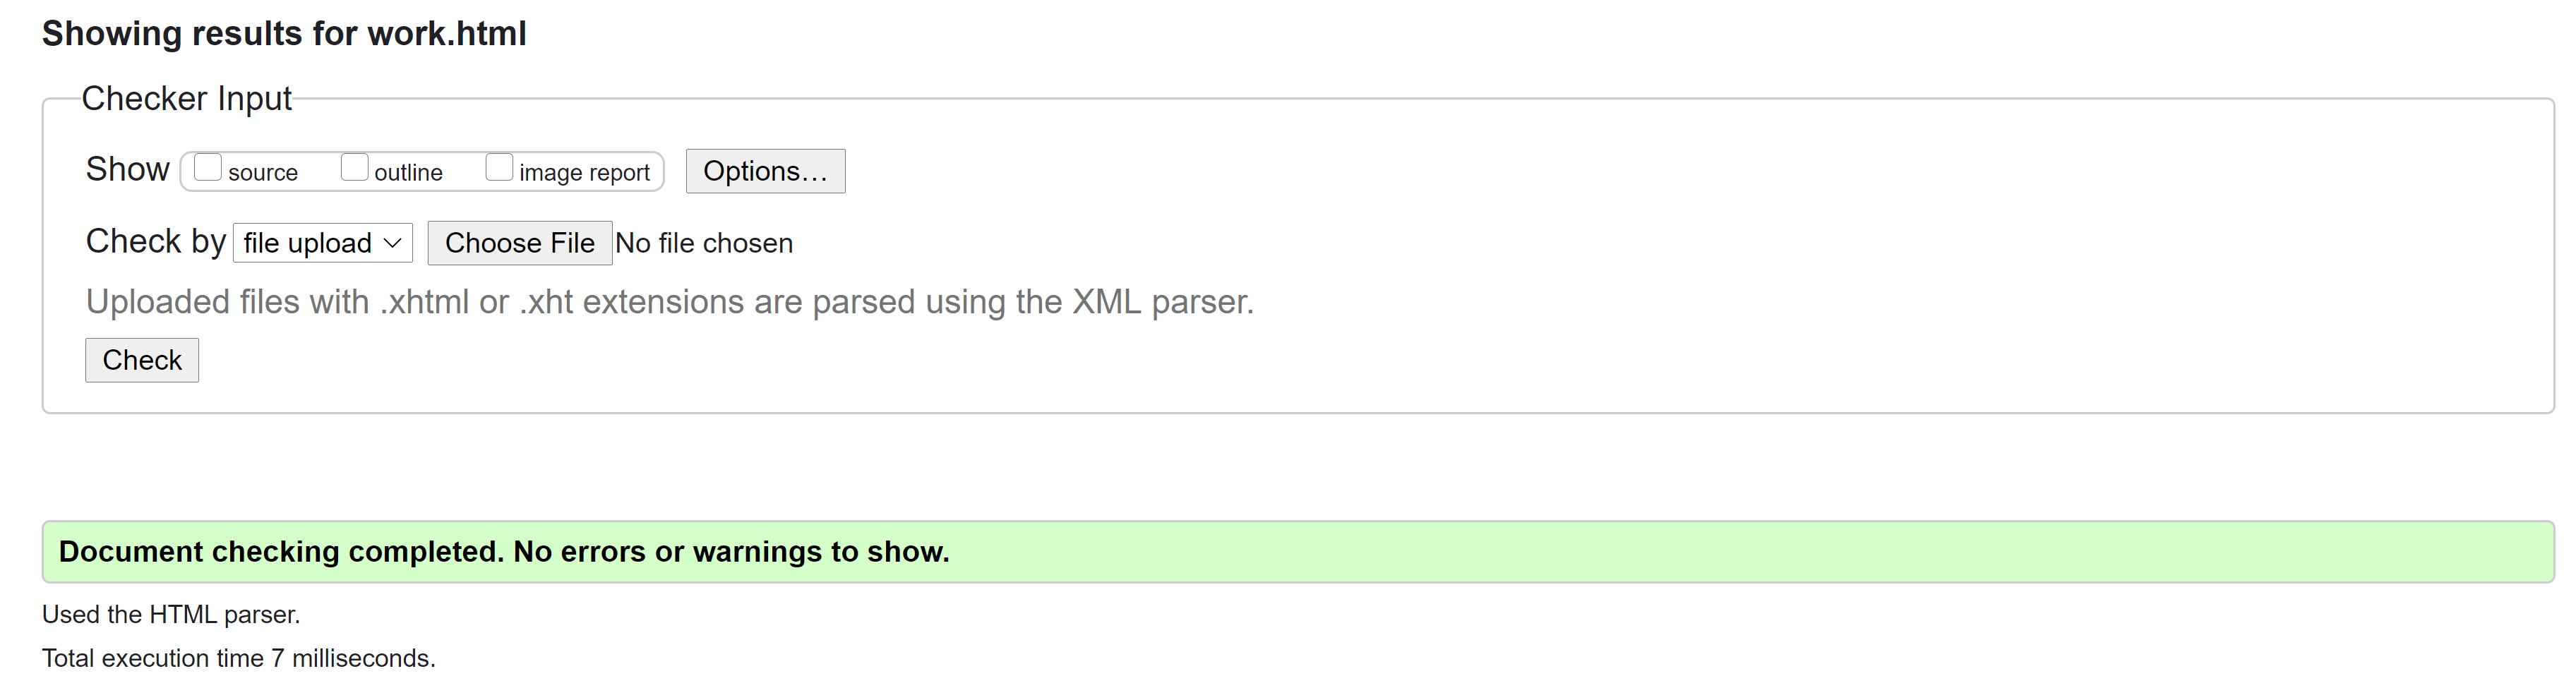 Showing results for work.html
Checker Input
Show source outline image report Options…
Check by file upload Choose File No file chosen
Uploaded files with .xhtml or .xht extensions are parsed using the XML parser.
Check
Document checking completed. No errors or warnings to show.
Used the HTML parser.
Total execution time 7 milliseconds.